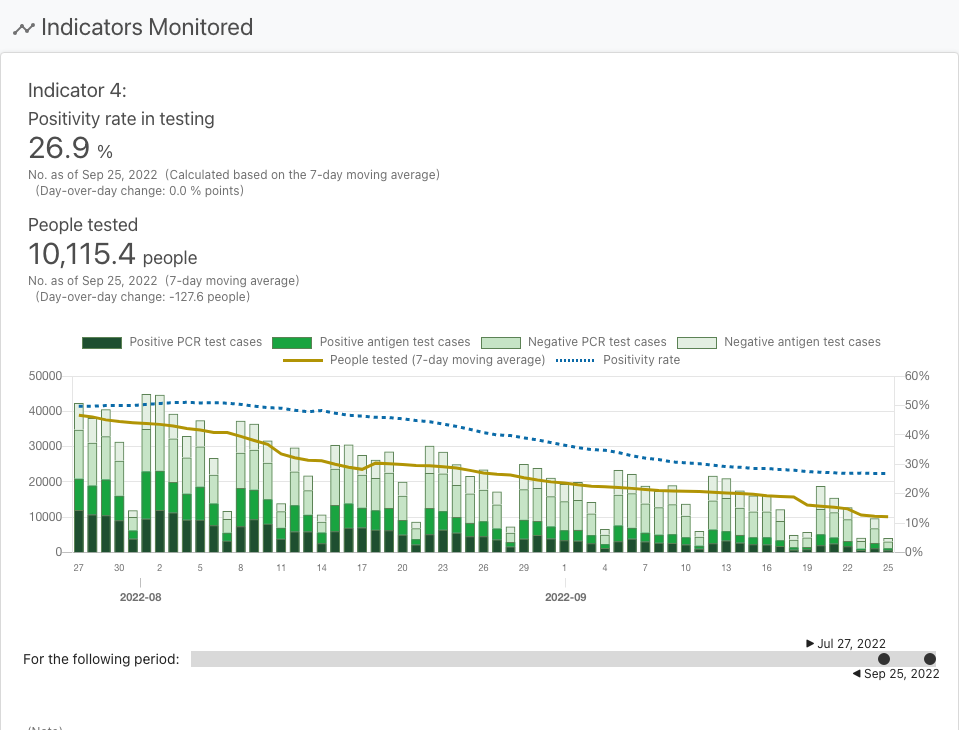 Indicators Monitored
Indicator 4:
Positivity rate in testing
26.9 %
No. as of Sep 25, 2022 (Calculated based on the 7-day moving average)
(Day-over-day change: 0.0 % points)
People tested
10,115.4 people
No. as of Sep 25, 2022 (7-day moving average)
(Day-over-day change: -127.6 people)
Positive PCR test cases Positive antigen test cases Negative PCR test cases Negative antigen test cases
People tested (7-day moving average) Positivity rate
50000 60%
40000 50%
40%
30000
30%
20000
20%
10000 10%
0 0%
27 30 2 5 8 11 14 17 20 23 26 29 1 4 7 10 13 16 19 22 25
2022-08 2022-09
▶ Jul 27, 2022
For the following period:
◀ Sep 25, 2022
(Note)